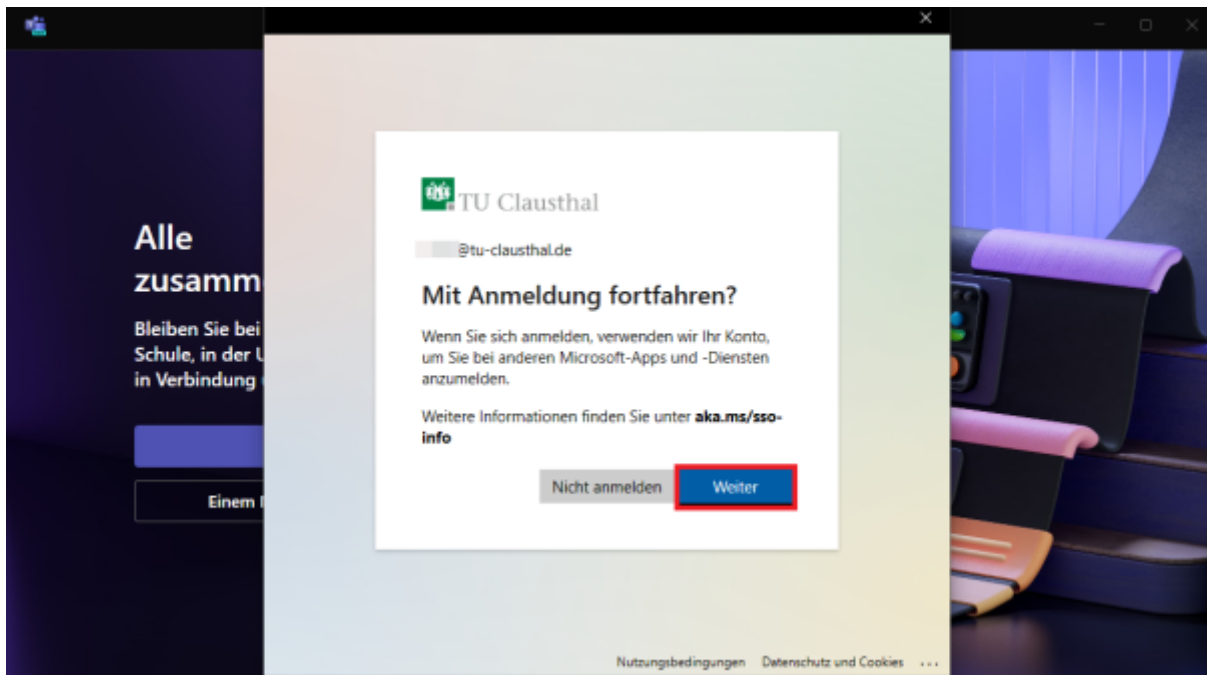 TU Clausthal
@tu-clausthal.de
Mit Anmeldung fortfahren?
Wenn Sie sich anmelden, verwenden wir Ihr Konto,
um Sie bei anderen Microsoft-Apps und -Diensten
anzumelden.
Weitere Informationen finden Sie unter aka.ms/sso-
info
Nicht anmelden
Weiter
Alle
zusamm
Bleiben Sie bei
Schule, in der U
in Verbindung
Einem
Nutzungsbedingungen Datenschutz und Cookies ...